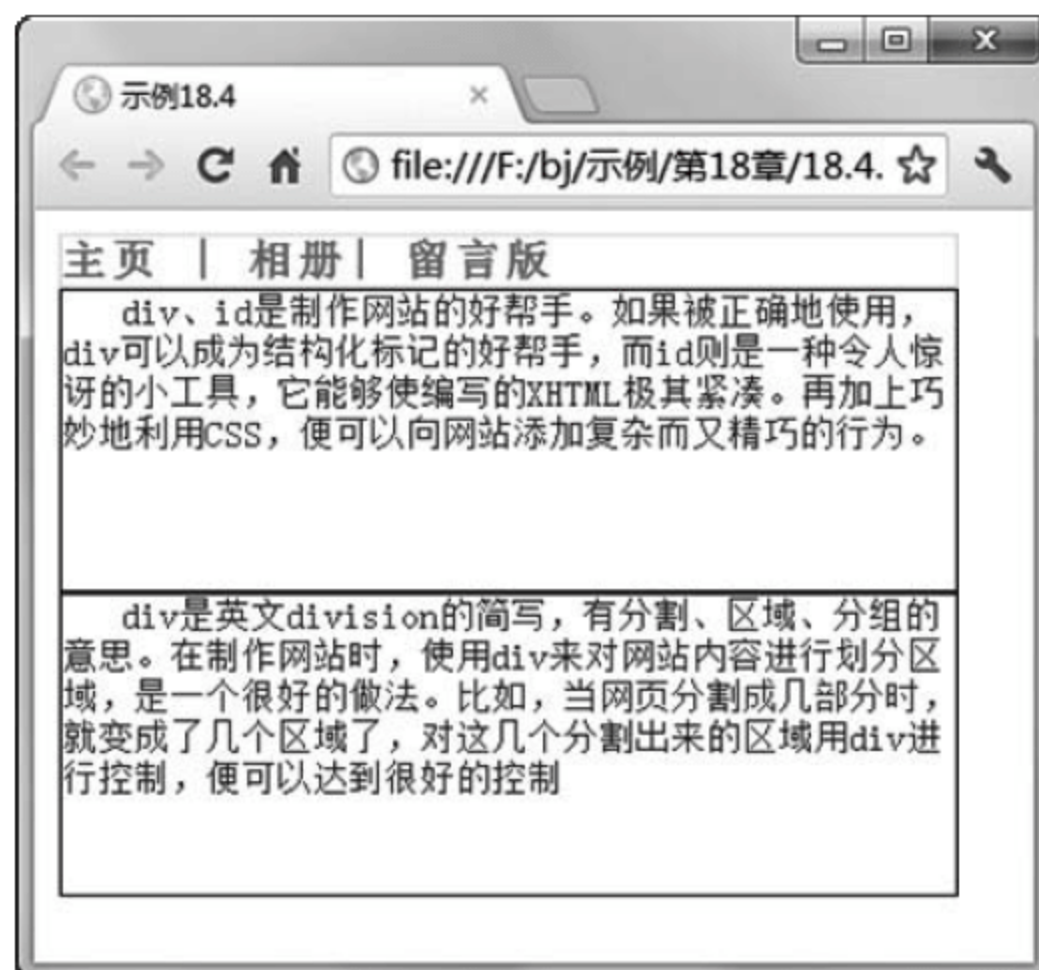 示例18.4
file:///F:/bj/示例/第18章/18.4.
主页 | 相册| 留言版
div、id是制作网站的好帮手。如果被正确地使用，
div可以成为结构化标记的好帮手，而id则是一种令人惊
讶的小工具，它能够使编写的XHTML极其紧凑。再加上巧
妙地利用CSS，便可以向网站添加复杂而又精巧的行为。
div是英文division的简写，有分割、区域、分组的
意思。在制作网站时，使用div来对网站内容进行划分区
域，是一个很好的做法。比如，当网页分割成几部分时，
就变成了几个区域了，对这几个分割出来的区域用div进
行控制，便可以达到很好的控制